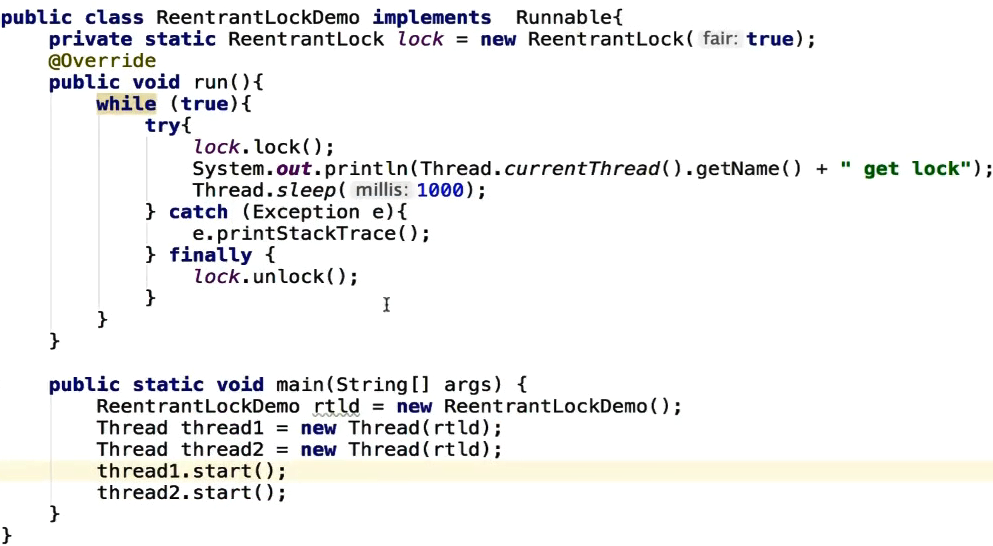 public class ReentrantLockDemo implements  Runnable{
    private static ReentrantLock lock = new ReentrantLock( fair: true);
    @Override
    public void run(){
        while (true){
            try{
                lock.lock();
                System.out.println(Thread.currentThread().getName() + " get lock");
                Thread.sleep( millis: 1000);
            } catch (Exception e){
                e.printStackTrace();
            } finally {
                lock.unlock();
            }
        }
    }

    public static void main(String[] args) {
        ReentrantLockDemo rtld = new ReentrantLockDemo();
        Thread thread1 = new Thread(rtld);
        Thread thread2 = new Thread(rtld);
        thread1.start();
        thread2.start();
    }
}